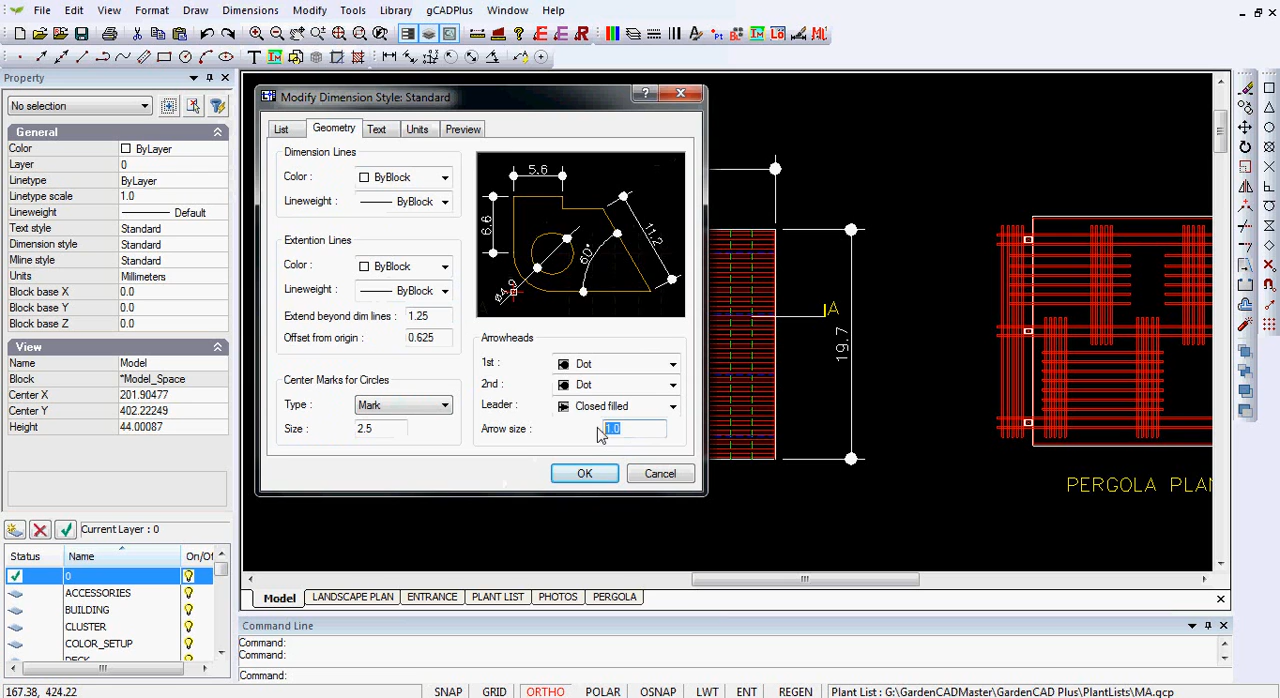 File Edit View Format Draw Dimensions Modify Tools Library gCADPlus Window Help
Property
No selection
General
Color ByLayer
Layer 0
Linetype ByLayer
Linetype scale 1.0
Lineweight Default
Text style Standard
Dimension style Standard
Mline style Standard
Units Millimeters
Block base X 0.0
Block base Y 0.0
Block base Z 0.0
View
Name Model
Block *Model_Space
Center X 201.90477
Center Y 402.22249
Height 44.00087
Current Layer : 0
Status Name On/Of
0
ACCESSORIES
BUILDING
CLUSTER
COLOR_SETUP
DECK
Modify Dimension Style: Standard
List Geometry Text Units Preview
Dimension Lines
Color : ByBlock
Lineweight : ByBlock
Extention Lines
Color : ByBlock
Lineweight : ByBlock
Extend beyond dim lines : 1.25
Offset from origin : 0.625
Center Marks for Circles
Type : Mark
Size : 2.5
5.6
6.6
11.2
60°
ø4.9
Arrowheads
1st : Dot
2nd : Dot
Leader : Closed filled
Arrow size : 1.0
OK Cancel
A
19.7
PERGOLA PLAN
Model LANDSCAPE PLAN ENTRANCE PLANT LIST PHOTOS PERGOLA
Command Line
Command:
Command:
Command:
167.38, 424.22 SNAP GRID ORTHO POLAR OSNAP LWT ENT REGEN Plant List : G:\GardenCADMaster\GardenCAD Plus\PlantLists\MA.gcp